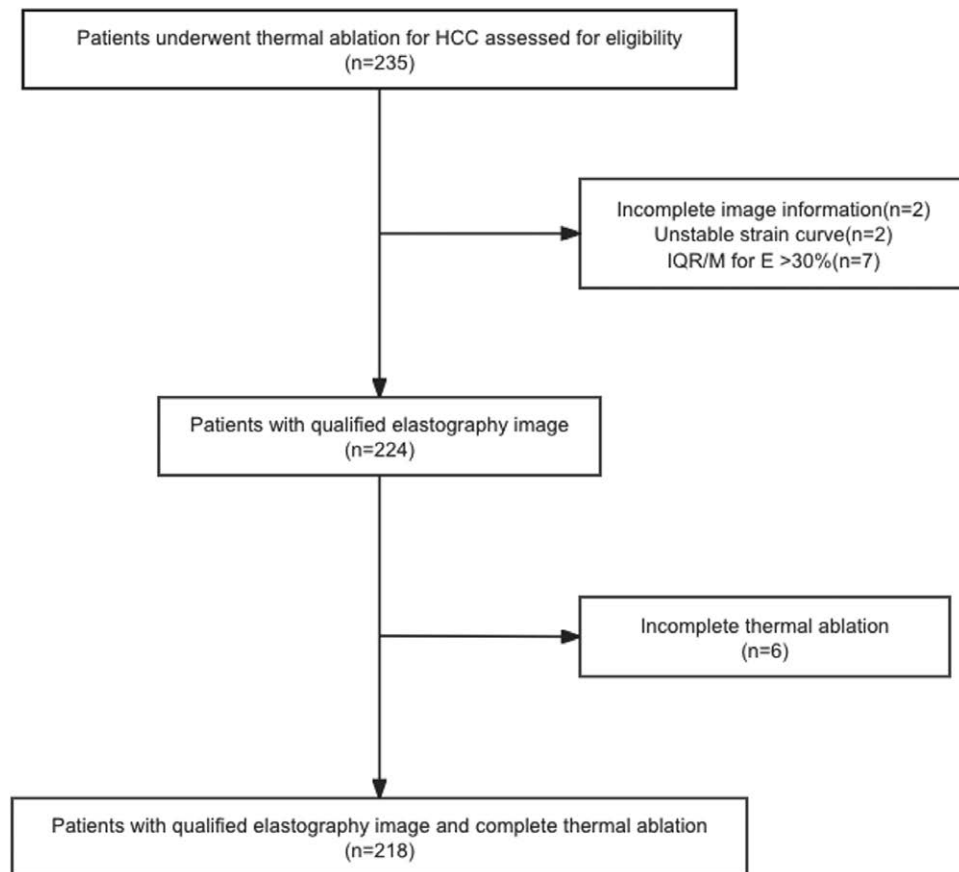 Patients underwent thermal ablation for HCC assessed for eligibility
(n=235)
Incomplete image information(n=2)
Unstable strain curve(n=2)
IQR/M for E >30%(n=7)
Patients with qualified elastography image
(n=224)
Incomplete thermal ablation
(n=6)
Patients with qualified elastography image and complete thermal ablation
(n=218)